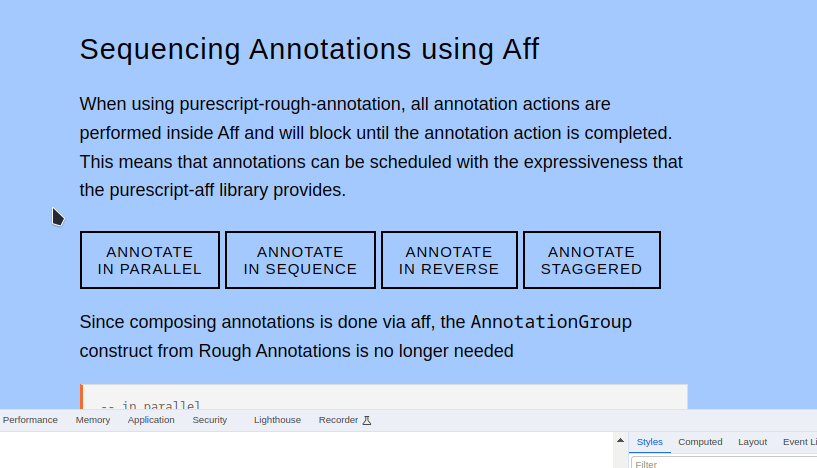 Sequencing Annotations using Aff
When using purescript-rough-annotation, all annotation actions are
performed inside Aff and will block until the annotation action is completed.
This means that annotations can be scheduled with the expressiveness that
the purescript-aff library provides.
ANNOTATE
IN PARALLEL
ANNOTATE
IN SEQUENCE
ANNOTATE
IN REVERSE
ANNOTATE
STAGGERED
Since composing annotations is done via aff, the AnnotationGroup
construct from Rough Annotations is no longer needed
-- in parallel
Performance Memory Application Security Lighthouse Recorder
Styles Computed Layout Event Li
Filter